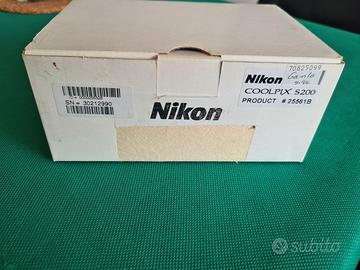 SN = 30212990
Nikon
70825099
Nikon
COOLPIX S200
PRODUCT # 25561B
subito